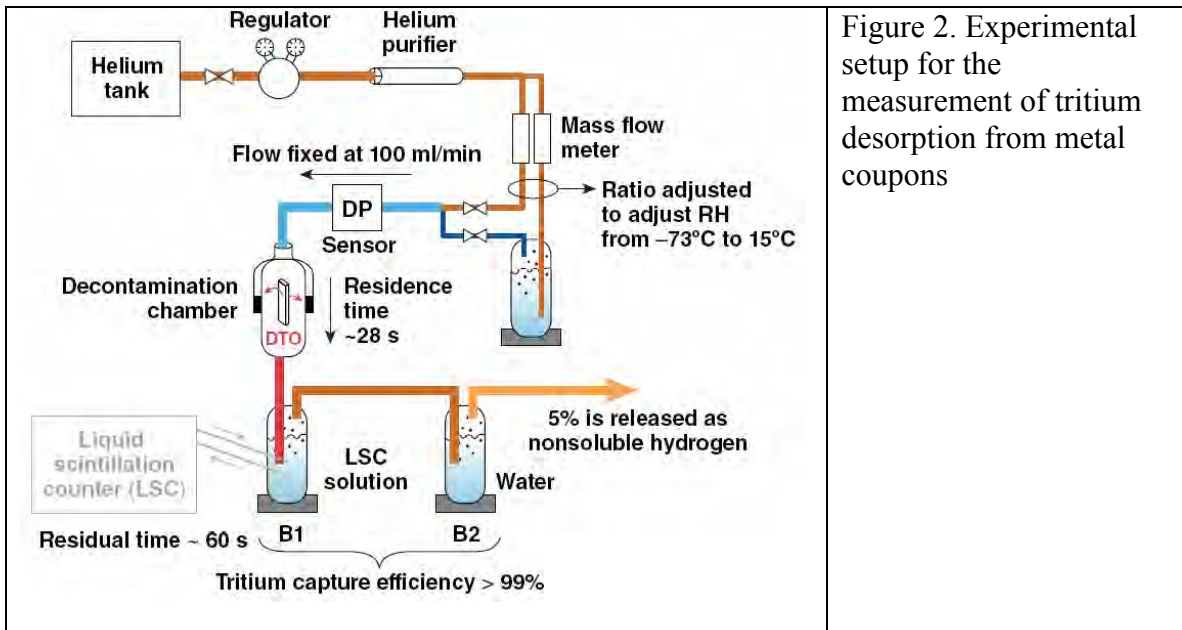 Regulator
Helium
purifier
Helium
tank
Mass flow
meter
Flow fixed at 100 ml/min
Ratio adjusted
to adjust RH
from –73°C to 15°C
DP
Sensor
Decontamination
chamber
Residence
time
~28 s
DTO
5% is released as
nonsoluble hydrogen
Liquid
scintillation
counter (LSC)
LSC
solution
Water
Residual time ~ 60 s
B1
B2
Tritium capture efficiency > 99%
Figure 2. Experimental
setup for the
measurement of tritium
desorption from metal
coupons